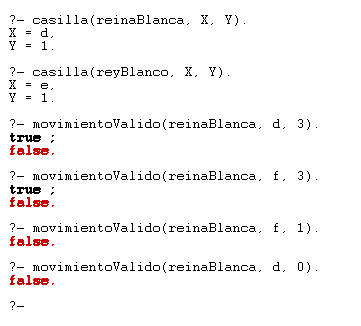 ?- casilla(reinaBlanca, X, Y).
X = d,
Y = 1.
?- casilla(reyBlanco, X, Y).
X = e,
Y = 1.
?- movimientoValido(reinaBlanca, d, 3).
true ;
false.
?- movimientoValido(reinaBlanca, f, 3).
true ;
false.
?- movimientoValido(reinaBlanca, f, 1).
false.
?- movimientoValido(reinaBlanca, d, 0).
false.
?-